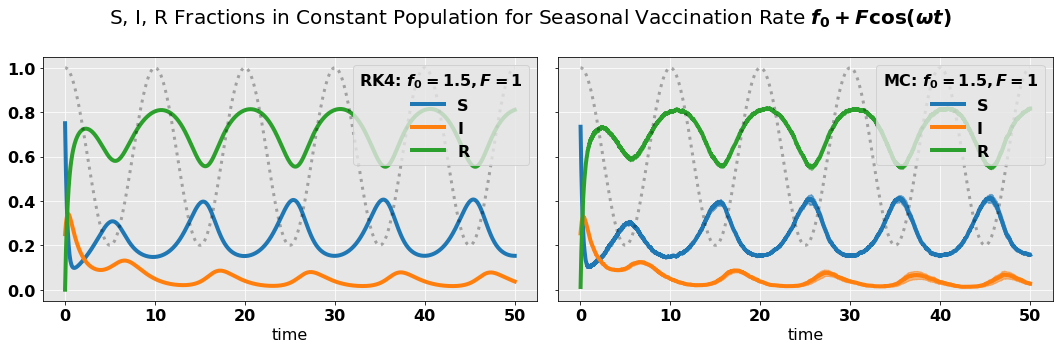 S, I, R Fractions in Constant Population for Seasonal Vaccination Rate f₀ + Fcos(ωt)
RK4: f₀ = 1.5, F = 1
S
I
R
1.0
0.8
0.6
0.4
0.2
0.0
0 10 20 30 40 50
time
MC: f₀ = 1.5, F = 1
S
I
R
0 10 20 30 40 50
time